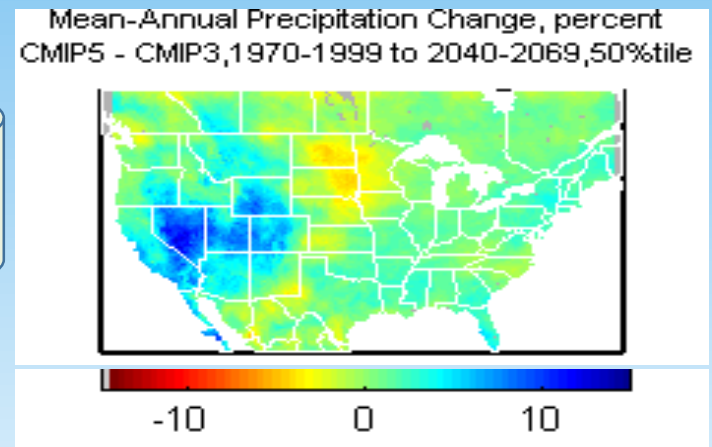 Mean-Annual Precipitation Change, percent
CMIP5 - CMIP3,1970-1999 to 2040-2069,50%tile
-10 0 10